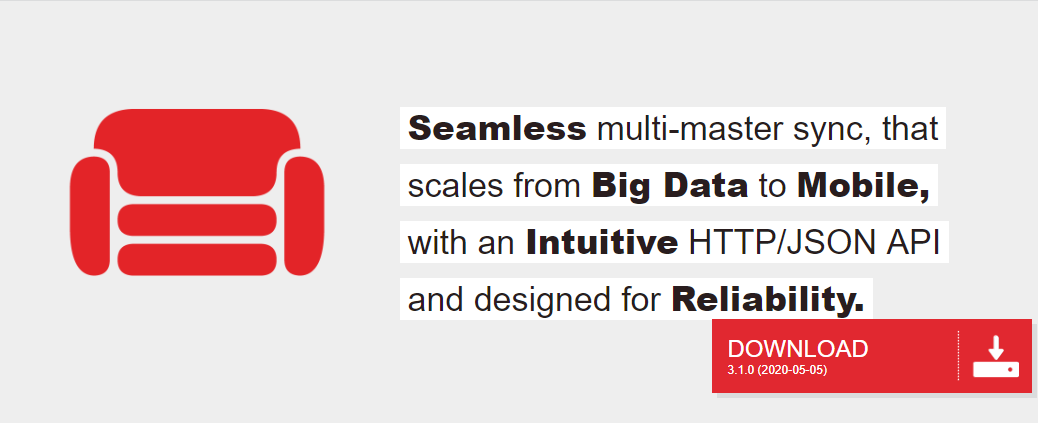 Seamless multi-master sync, that
scales from Big Data to Mobile,
with an Intuitive HTTP/JSON API
and designed for Reliability.
DOWNLOAD
3.1.0 (2020-05-05)